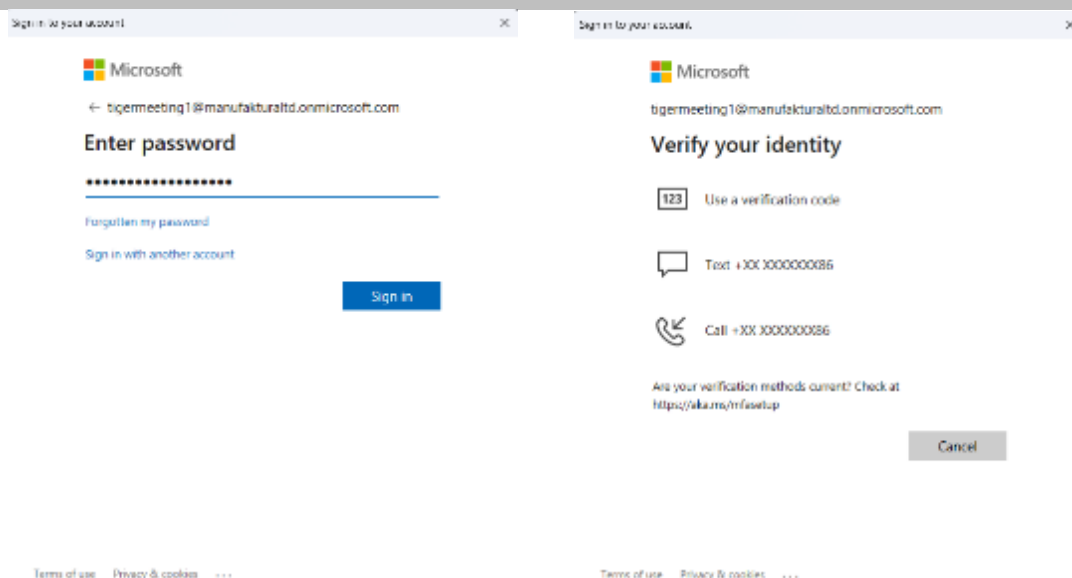 Sign in to your account
Microsoft
← tigermeeting1@manufakturaltd.onmicrosoft.com
Enter password
••••••••••••••••••
Forgotten my password
Sign in with another account
Sign in
Terms of use Privacy & cookies ...
Sign in to your account
Microsoft
tigermeeting1@manufakturaltd.onmicrosoft.com
Verify your identity
123 Use a verification code
Text +XX XXXXXXXX86
Call +XX XXXXXXXX86
Are your verification methods current? Check at
https://aka.ms/mfasetup
Cancel
Terms of use Privacy & cookies ...